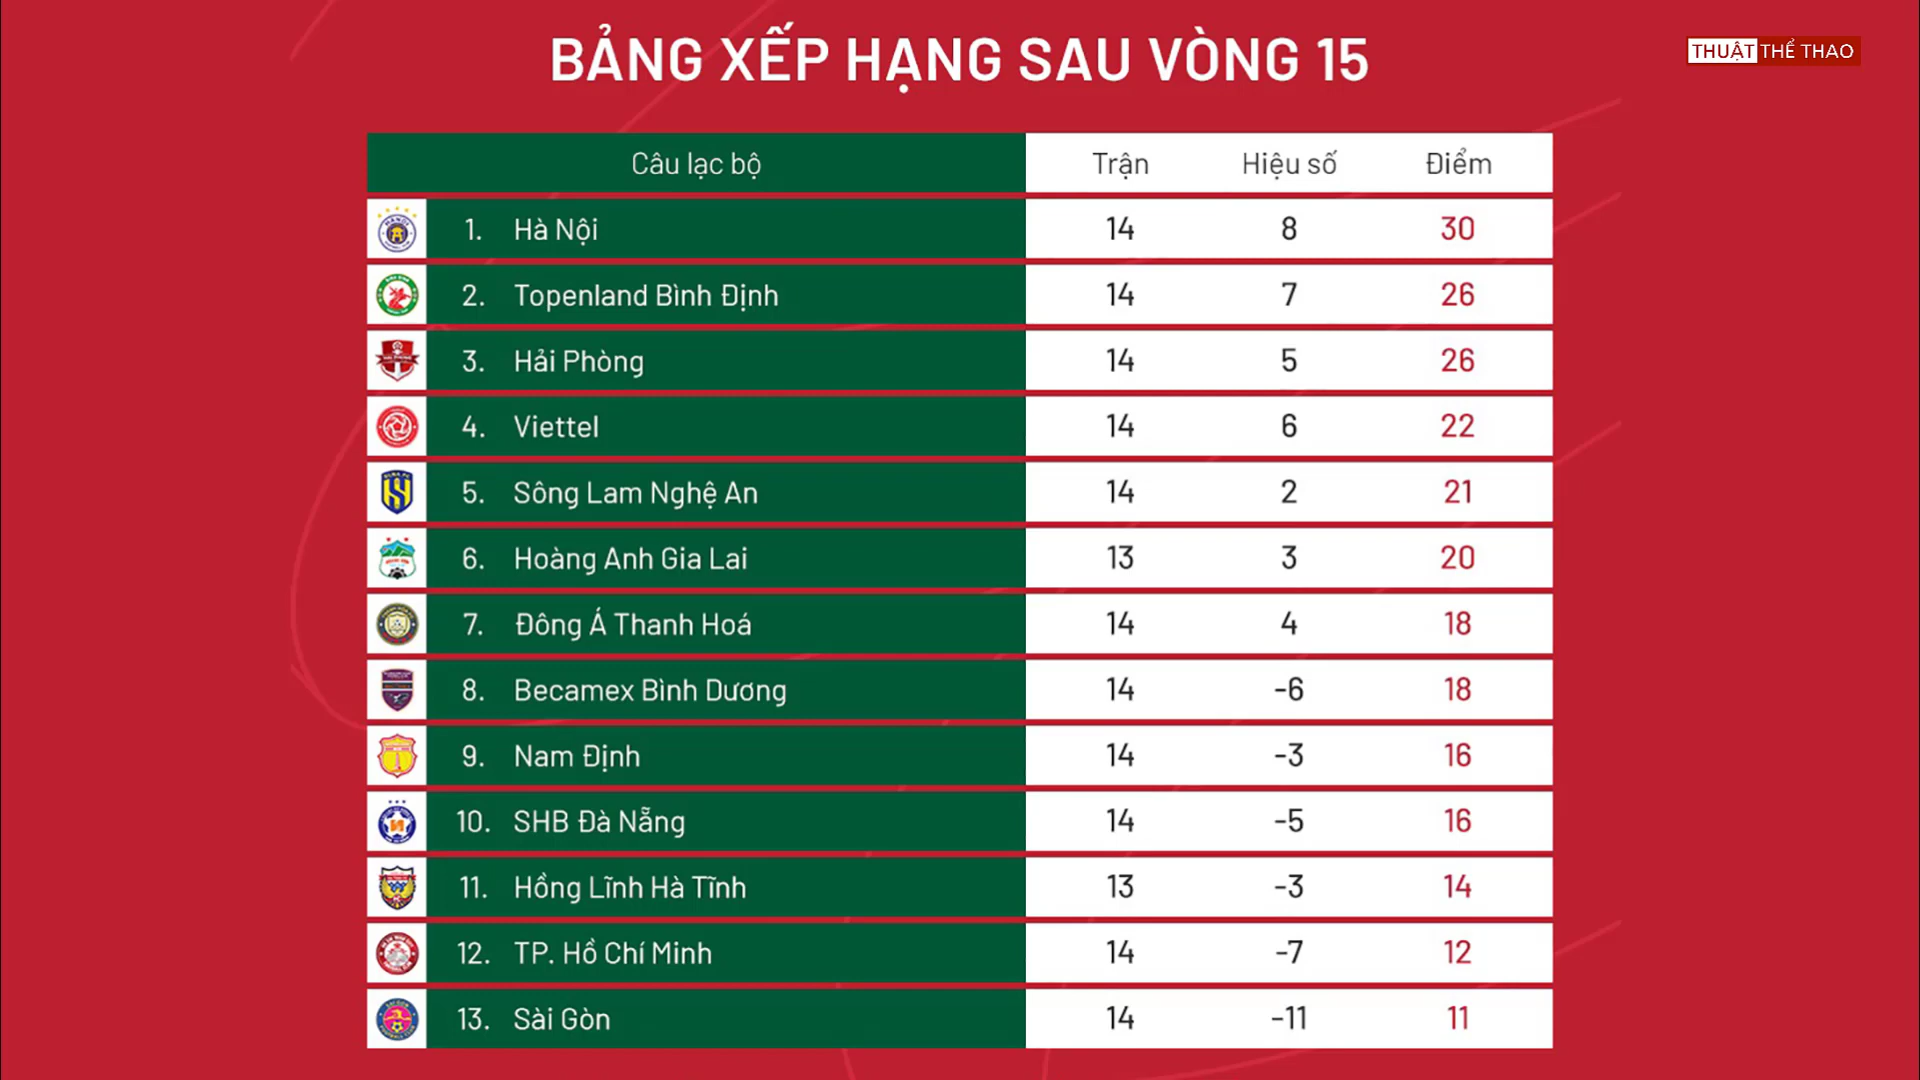 BẢNG XẾP HẠNG SAU VÒNG 15
THUẬT THỂ THAO
Câu lạc bộ Trận Hiệu số Điểm
1. Hà Nội 14 8 30
2. Topenland Bình Định 14 7 26
3. Hải Phòng 14 5 26
4. Viettel 14 6 22
5. Sông Lam Nghệ An 14 2 21
6. Hoàng Anh Gia Lai 13 3 20
7. Đông Á Thanh Hoá 14 4 18
8. Becamex Bình Dương 14 -6 18
9. Nam Định 14 -3 16
10. SHB Đà Nẵng 14 -5 16
11. Hồng Lĩnh Hà Tĩnh 13 -3 14
12. TP. Hồ Chí Minh 14 -7 12
13. Sài Gòn 14 -11 11